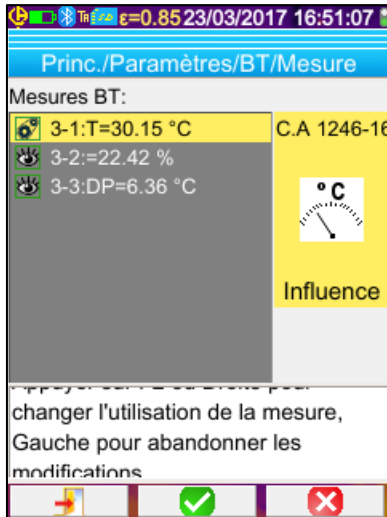 ε=0.85 23/03/2017 16:51:07
Princ./Paramètres/BT/Mesure
Mesures BT:
3-1:T=30.15 °C
3-2:=22.42 %
3-3:DP=6.36 °C
C.A 1246-16
°C
Influence
changer l'utilisation de la mesure,
Gauche pour abandonner les
modifications